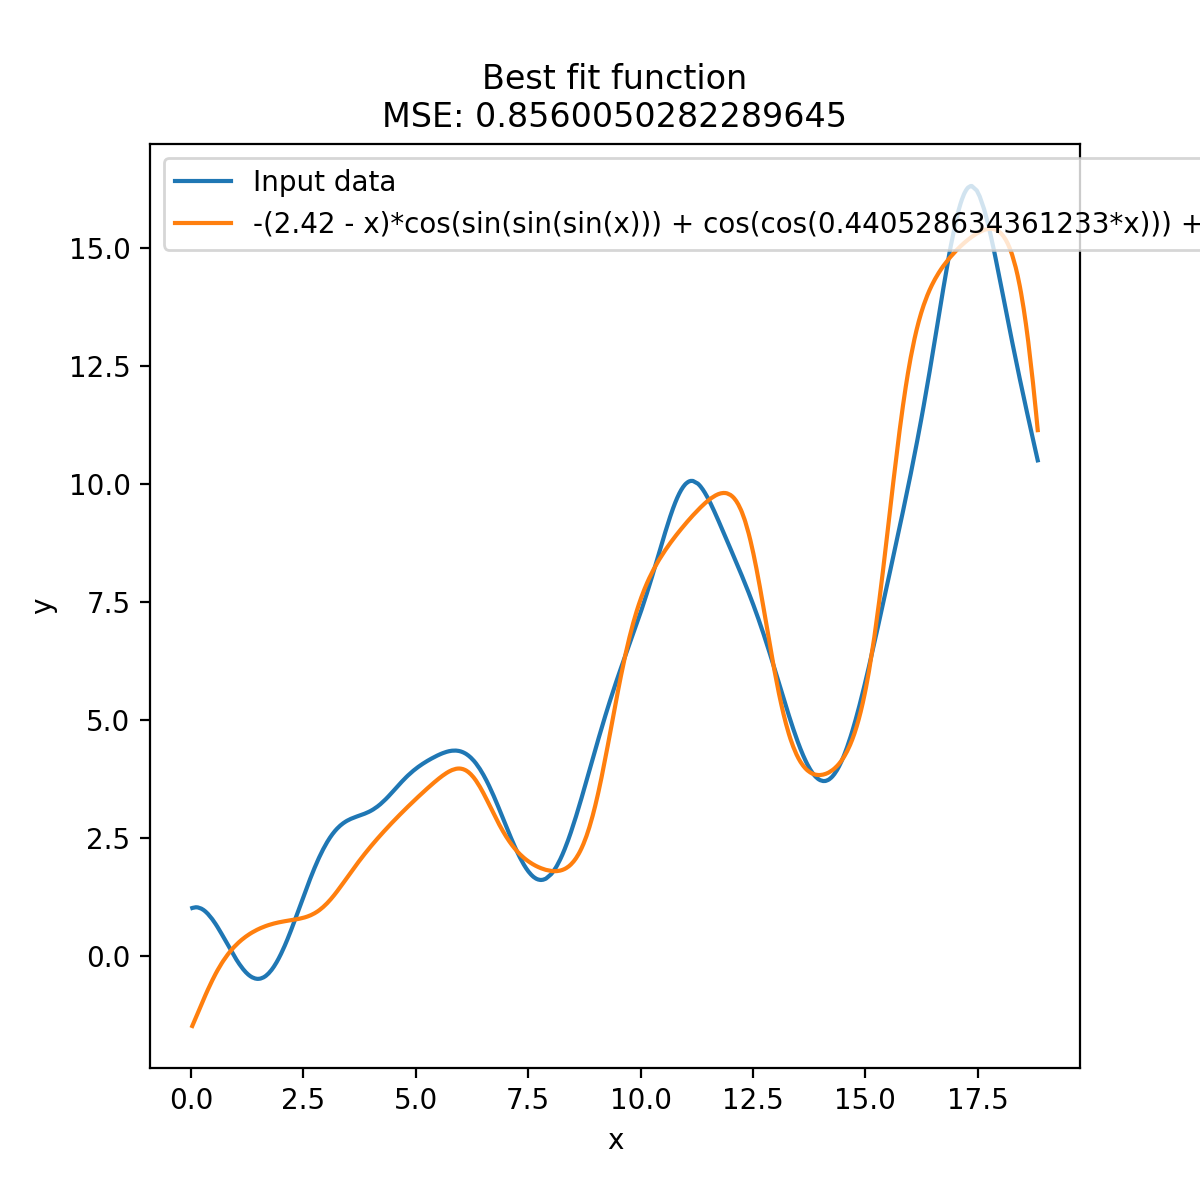 Best fit function
MSE: 0.8560050282289645
Input data
-(2.42 - x)*cos(sin(sin(sin(x))) + cos(cos(0.440528634361233*x))) +
15.0
12.5
10.0
7.5
5.0
2.5
0.0
y
0.0 2.5 5.0 7.5 10.0 12.5 15.0 17.5
x